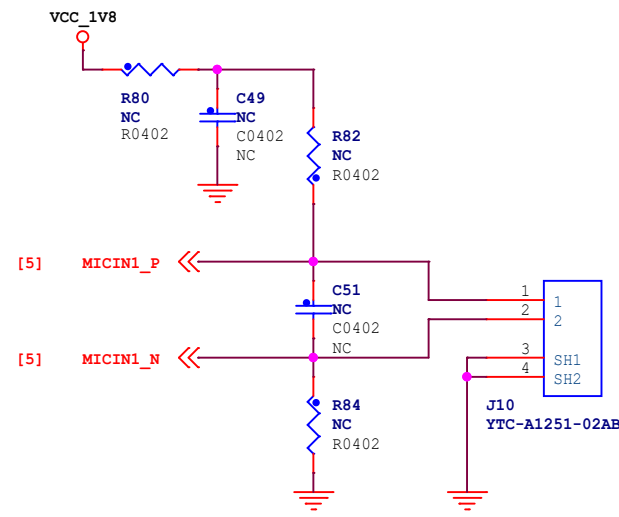 VCC_1V8
R80
NC
R0402
C49
NC
C0402
NC
R82
NC
R0402
[5] MICIN1_P
C51
NC
C0402
NC
[5] MICIN1_N
R84
NC
R0402
1 1
2 2
3 SH1
4 SH2
J10
YTC-A1251-02AB